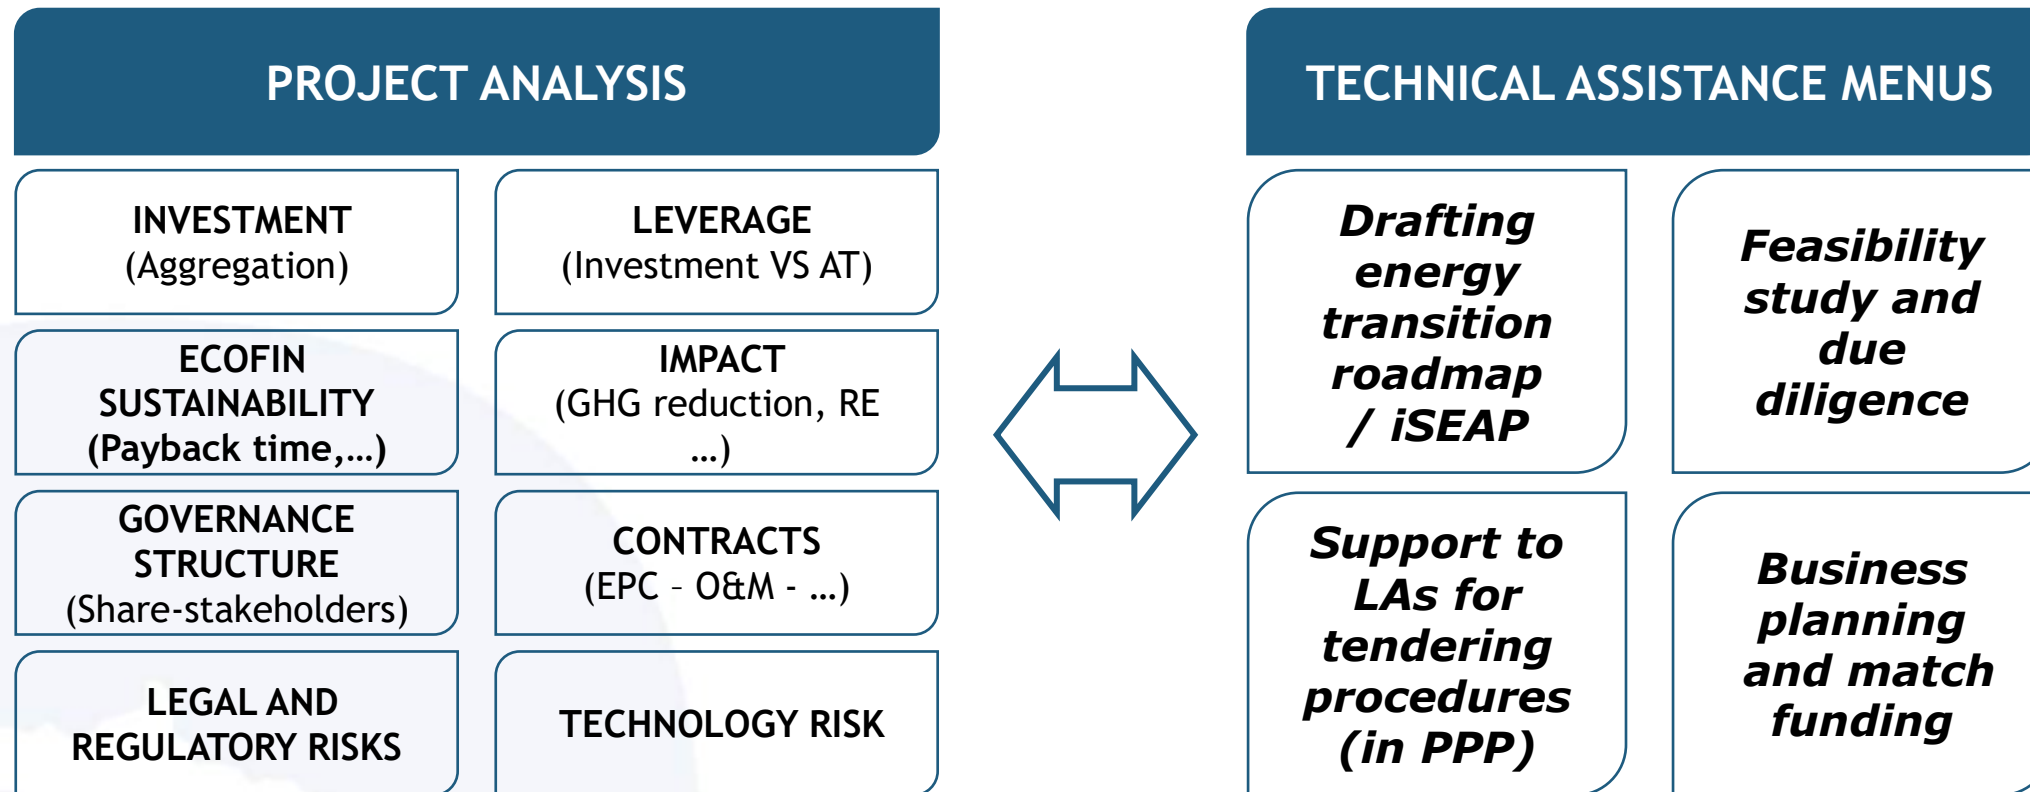 PROJECT ANALYSIS
INVESTMENT
(Aggregation)
LEVERAGE
(Investment VS AT)
ECOFIN
SUSTAINABILITY
(Payback time,…)
IMPACT
(GHG reduction, RE
…)
GOVERNANCE
STRUCTURE
(Share-stakeholders)
CONTRACTS
(EPC – O&M - …)
LEGAL AND
REGULATORY RISKS
TECHNOLOGY RISK
TECHNICAL ASSISTANCE MENUS
Drafting
energy
transition
roadmap
/ iSEAP
Feasibility
study and
due
diligence
Support to
LAs for
tendering
procedures
(in PPP)
Business
planning
and match
funding